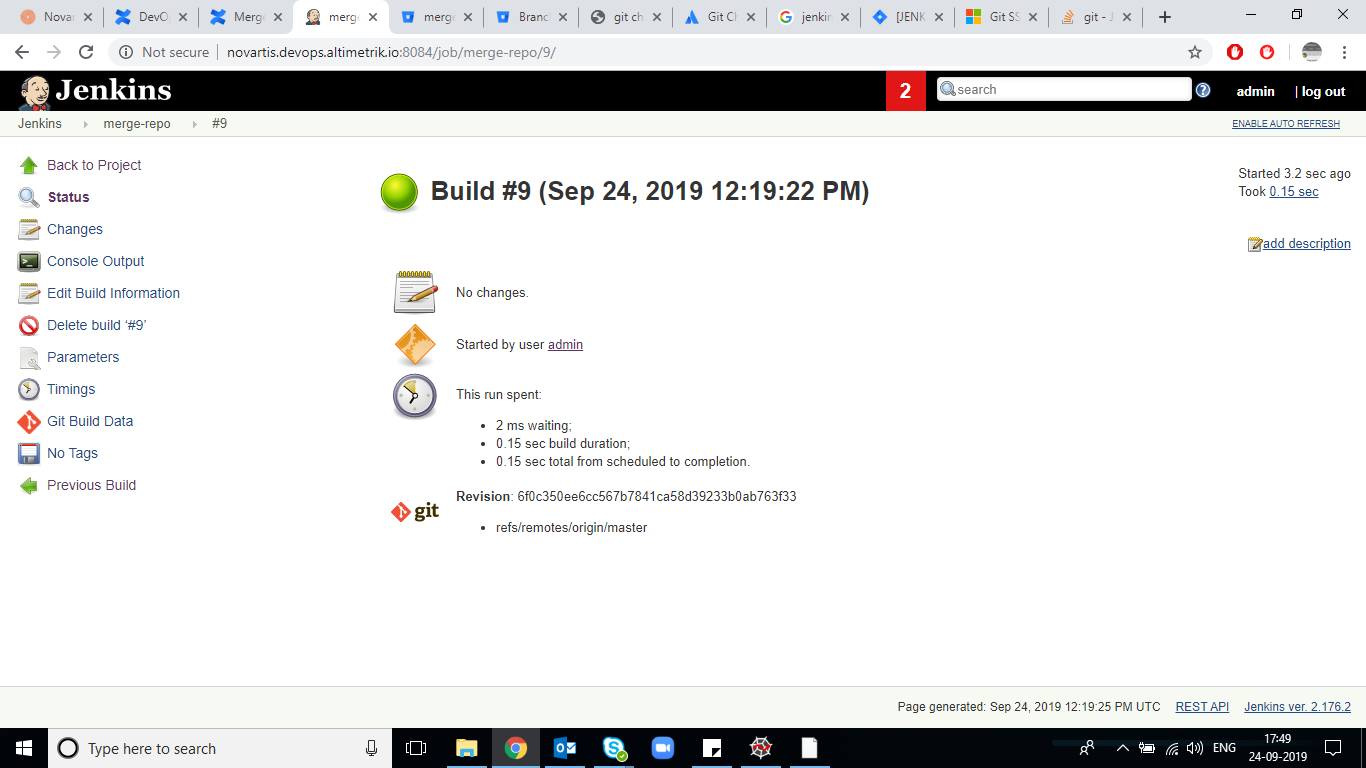 Novar
DevO
Merge
merge
merge
Branc
git ch
Git Ch
jenkin
[JENK
Git SS
git - J
Not secure
novartis.devops.altimetrik.io:8084/job/merge-repo/9/
Jenkins
2
search
admin
| log out
Jenkins
merge-repo
#9
ENABLE AUTO REFRESH
Back to Project
Status
Changes
Console Output
Edit Build Information
Delete build ‘#9’
Parameters
Timings
Git Build Data
No Tags
Previous Build
Build #9 (Sep 24, 2019 12:19:22 PM)
Started 3.2 sec ago
Took 0.15 sec
add description
No changes.
Started by user admin
This run spent:
2 ms waiting;
0.15 sec build duration;
0.15 sec total from scheduled to completion.
git
Revision: 6f0c350ee6cc567b7841ca58d39233b0ab763f33
refs/remotes/origin/master
Page generated: Sep 24, 2019 12:19:25 PM UTC
REST API
Jenkins ver. 2.176.2
Type here to search
ENG
17:49
24-09-2019